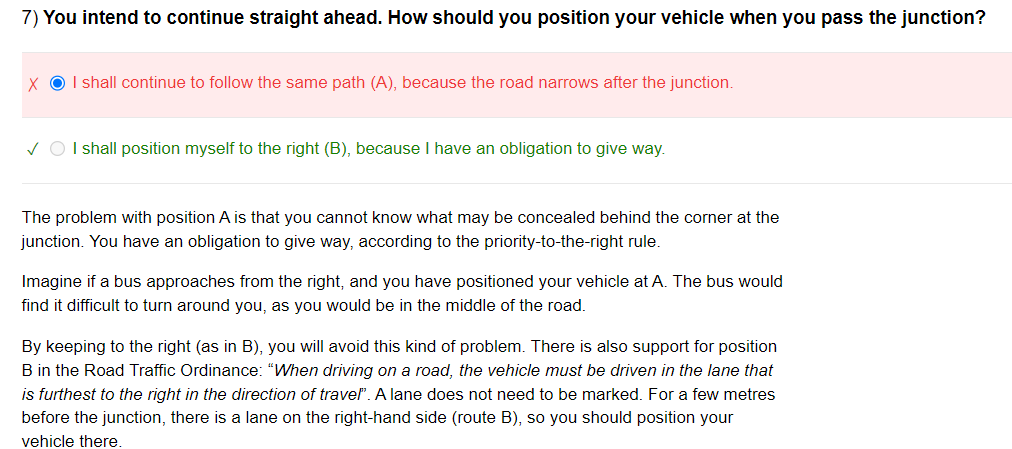 7) You intend to continue straight ahead. How should you position your vehicle when you pass the junction?
X I shall continue to follow the same path (A), because the road narrows after the junction.
✓ I shall position myself to the right (B), because I have an obligation to give way.
The problem with position A is that you cannot know what may be concealed behind the corner at the
junction. You have an obligation to give way, according to the priority-to-the-right rule.
Imagine if a bus approaches from the right, and you have positioned your vehicle at A. The bus would
find it difficult to turn around you, as you would be in the middle of the road.
By keeping to the right (as in B), you will avoid this kind of problem. There is also support for position
B in the Road Traffic Ordinance: “When driving on a road, the vehicle must be driven in the lane that
is furthest to the right in the direction of travel”. A lane does not need to be marked. For a few metres
before the junction, there is a lane on the right-hand side (route B), so you should position your
vehicle there.